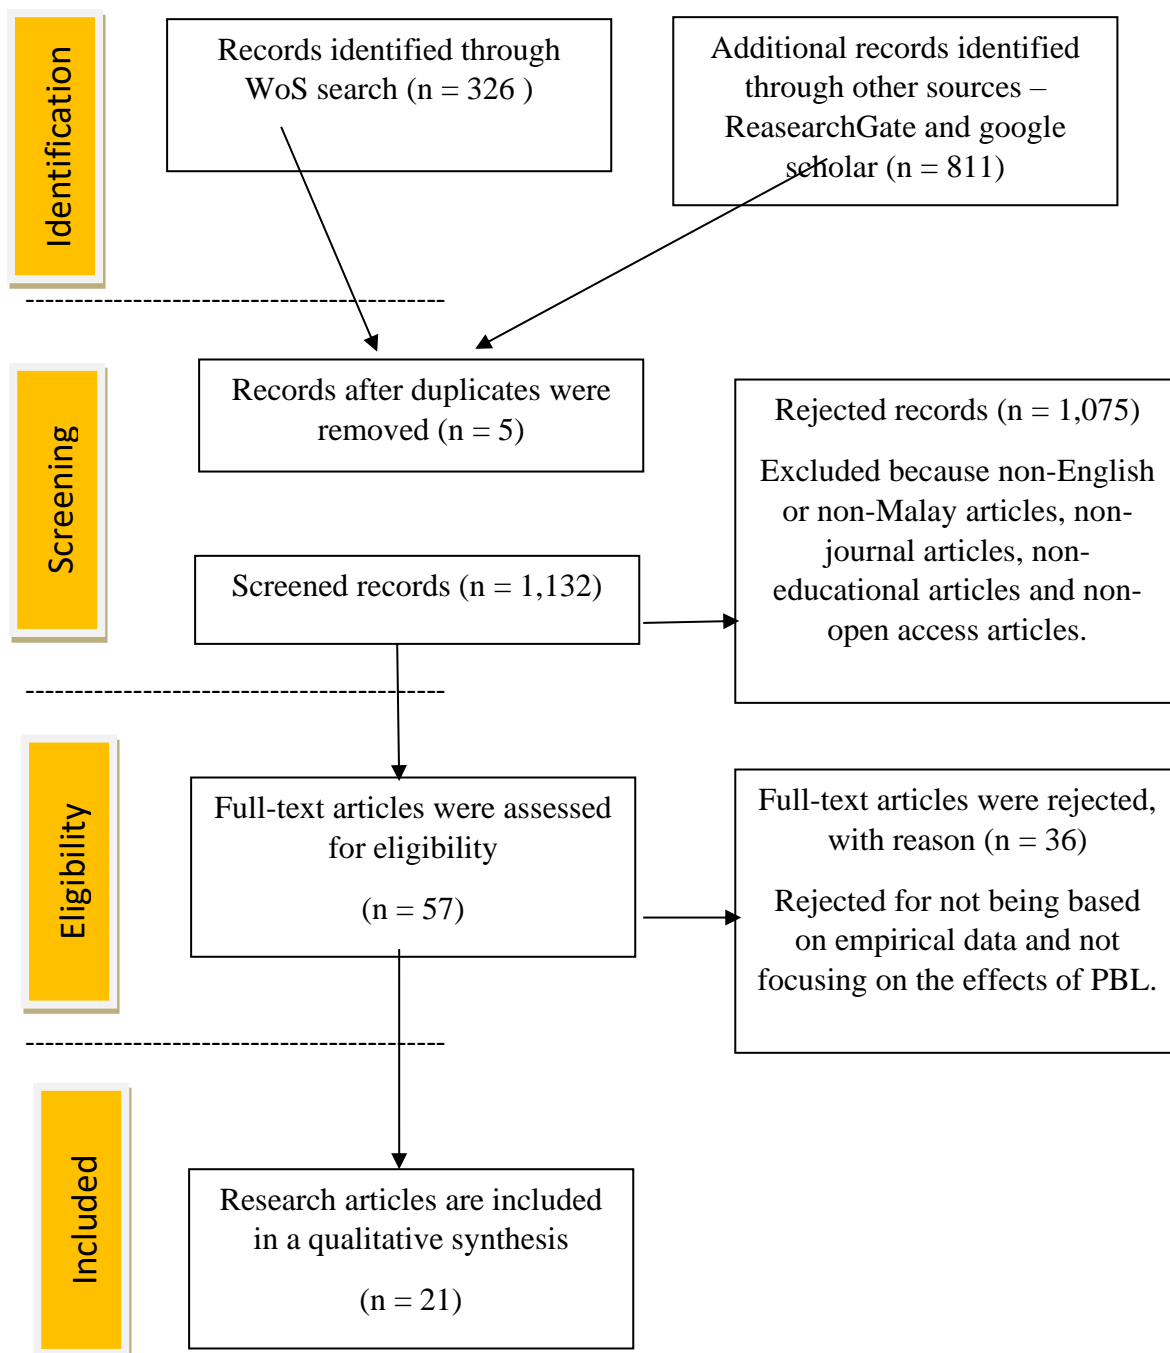 Identification
Records identified through
WoS search (n = 326 )
Additional records identified
through other sources –
ReasearchGate and google
scholar (n = 811)
Screening
Records after duplicates were
removed (n = 5)
Screened records (n = 1,132)
Rejected records (n = 1,075)
Excluded because non-English
or non-Malay articles, non-
journal articles, non-
educational articles and non-
open access articles.
Eligibility
Full-text articles were assessed
for eligibility
(n = 57)
Full-text articles were rejected,
with reason (n = 36)
Rejected for not being based
on empirical data and not
focusing on the effects of PBL.
Included
Research articles are included
in a qualitative synthesis
(n = 21)